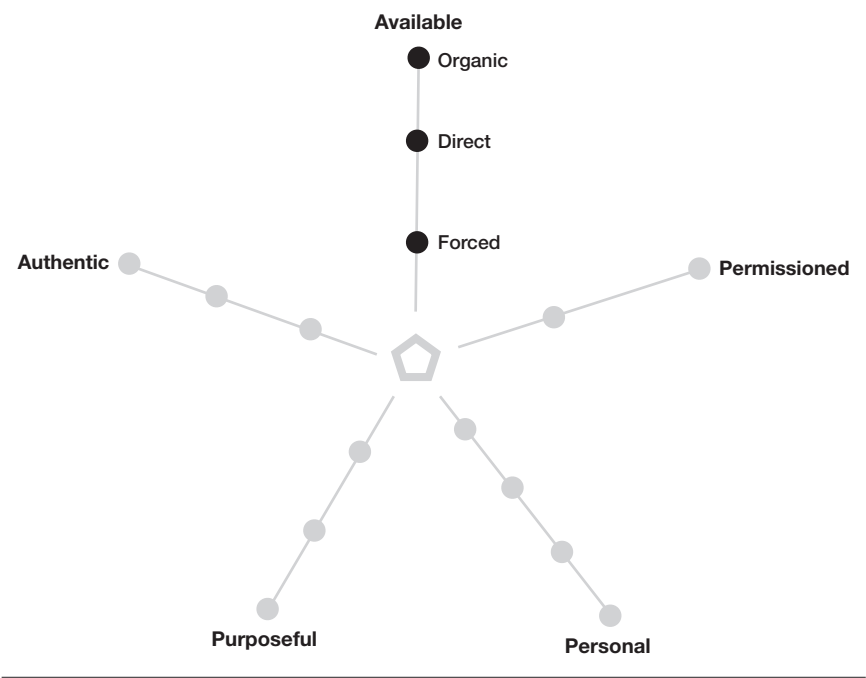 Available
Organic
Direct
Forced
Authentic
Permissioned
Purposeful
Personal